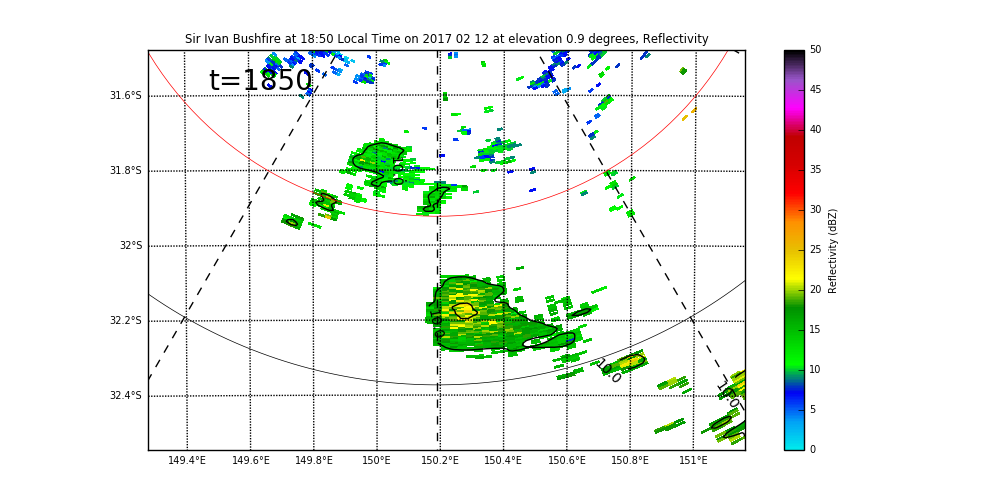 Sir Ivan Bushfire at 18:50 Local Time on 2017 02 12 at elevation 0.9 degrees, Reflectivity
t=1850
31.6°S
31.8°S
32°S
32.2°S
32.4°S
149.4°E 149.6°E 149.8°E 150°E 150.2°E 150.4°E 150.6°E 150.8°E 151°E
50
45
40
35
30
25
20
15
10
5
0
Reflectivity (dBZ)
10.0